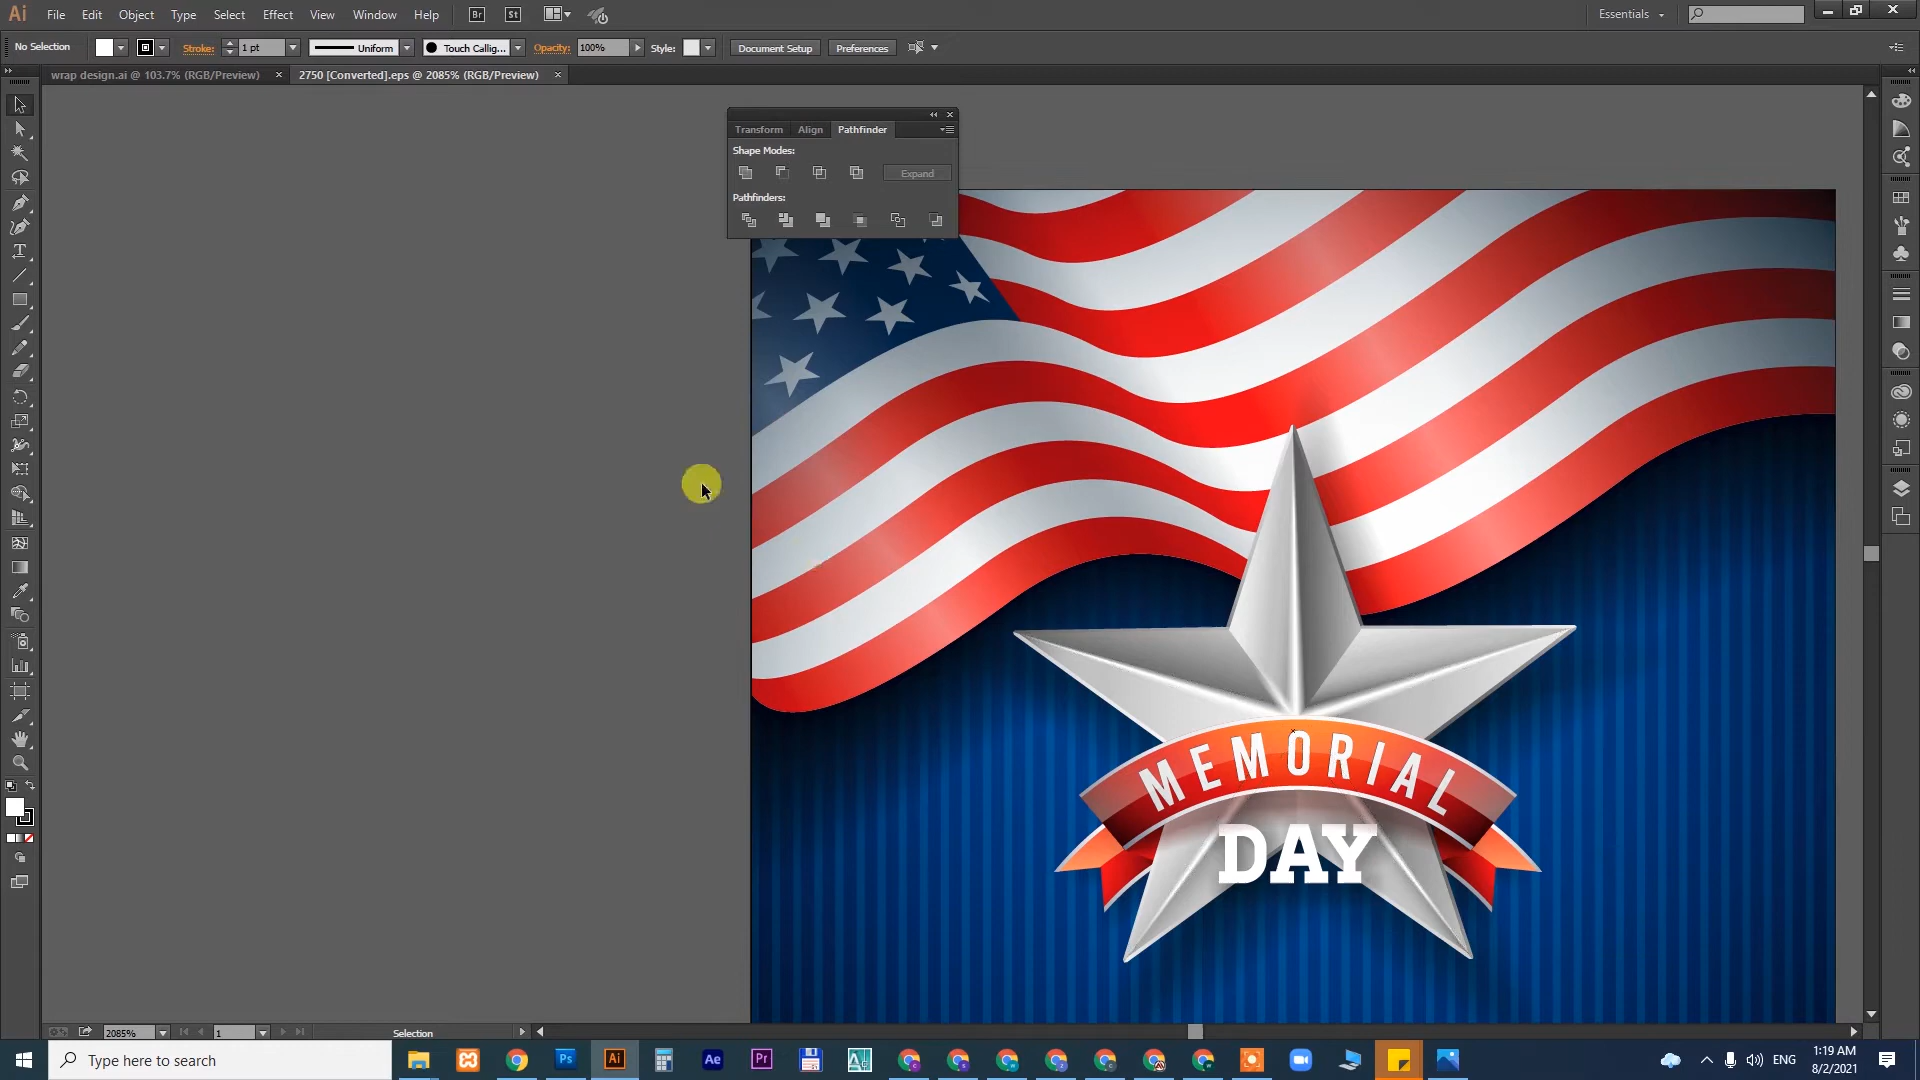 Ai File Edit Object Type Select Effect View Window Help Br St Essentials
No Selection Stroke: 1 pt Uniform Touch Callig... Opacity: 100% Style: Document Setup Preferences
wrap design.ai @ 103.7% (RGB/Preview) × 2750 [Converted].eps @ 2085% (RGB/Preview) ×
Transform Align Pathfinder
Shape Modes:
Expand
Pathfinders:
MEMORIAL
DAY
2085% 1 Selection
Type here to search Ps Ai Ae Pr ENG 1:19 AM
8/2/2021